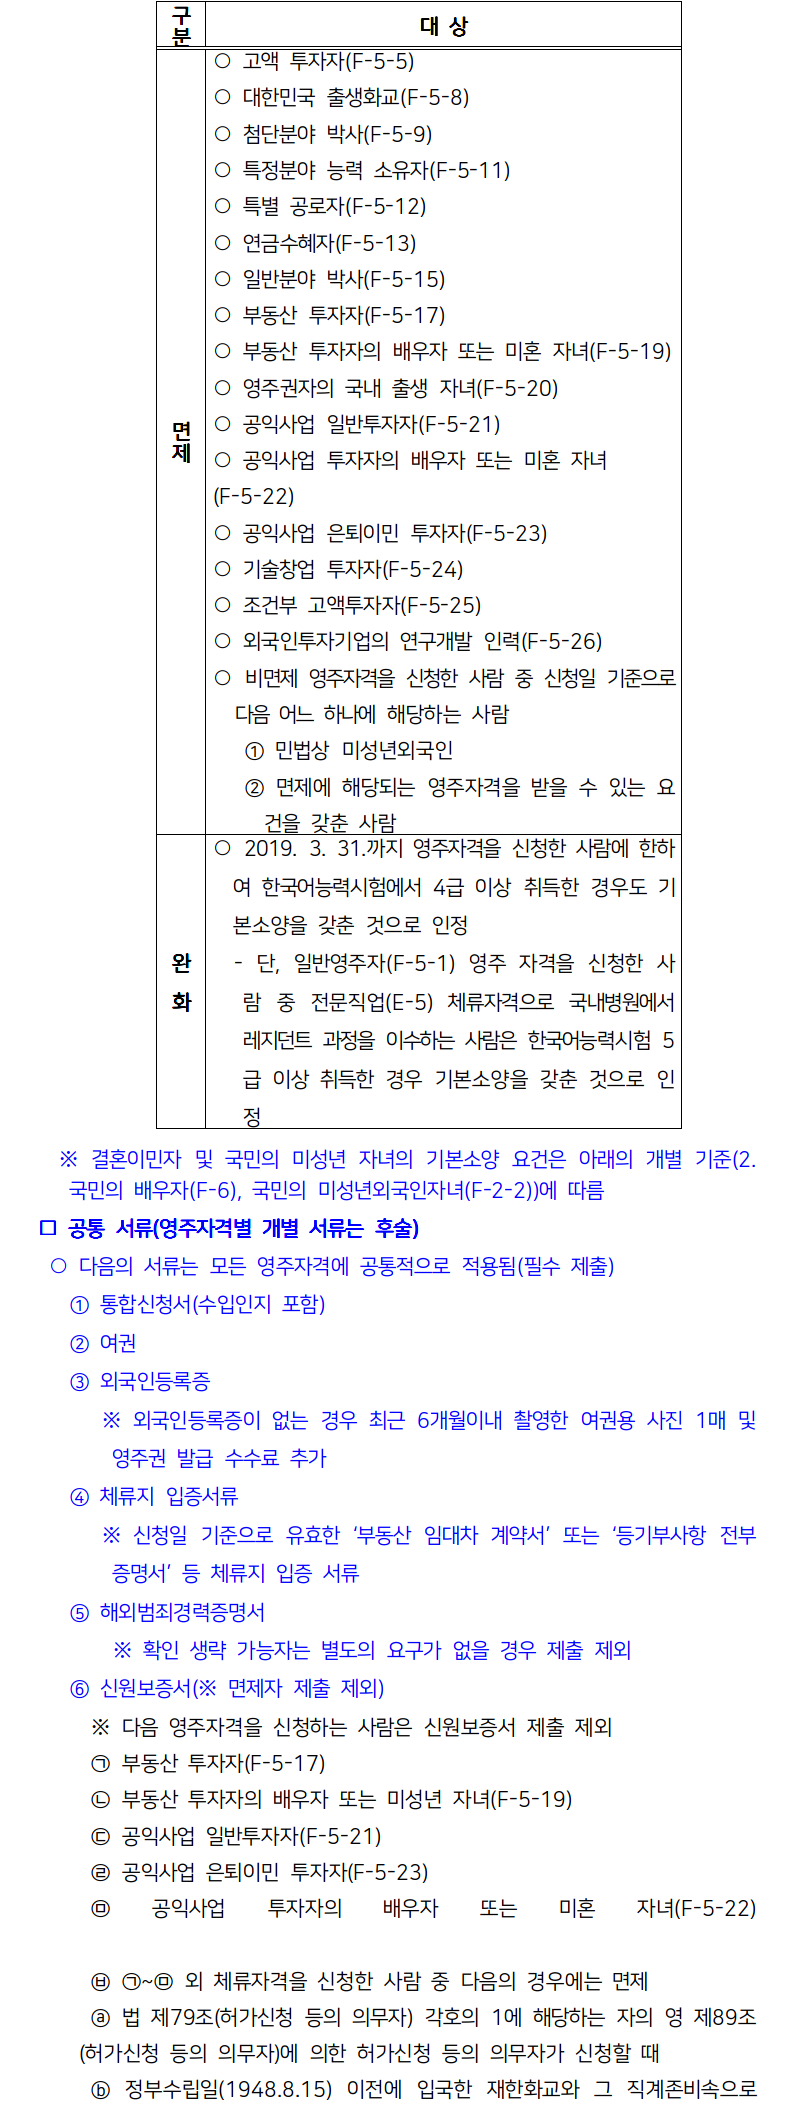 구분
대 상
○ 고액 투자자(F-5-5)
○ 대한민국 출생화교(F-5-8)
○ 첨단분야 박사(F-5-9)
○ 특정분야 능력 소유자(F-5-11)
○ 특별 공로자(F-5-12)
○ 연금수혜자(F-5-13)
○ 일반분야 박사(F-5-15)
○ 부동산 투자자(F-5-17)
○ 부동산 투자자의 배우자 또는 미혼 자녀(F-5-19)
○ 영주권자의 국내 출생 자녀(F-5-20)
면제
○ 공익사업 일반투자자(F-5-21)
○ 공익사업 투자자의 배우자 또는 미혼 자녀
(F-5-22)
○ 공익사업 은퇴이민 투자자(F-5-23)
○ 기술창업 투자자(F-5-24)
○ 조건부 고액투자자(F-5-25)
○ 외국인투자기업의 연구개발 인력(F-5-26)
○ 비면제 영주자격을 신청한 사람 중 신청일 기준으로
다음 어느 하나에 해당하는 사람
① 민법상 미성년외국인
② 면제에 해당되는 영주자격을 받을 수 있는 요
건을 갖춘 사람
완화
○ 2019. 3. 31.까지 영주자격을 신청한 사람에 한하
여 한국어능력시험에서 4급 이상 취득한 경우도 기
본소양을 갖춘 것으로 인정
- 단, 일반영주자(F-5-1) 영주 자격을 신청한 사
람 중 전문직업(E-5) 체류자격으로 국내병원에서
레지던트 과정을 이수하는 사람은 한국어능력시험 5
급 이상 취득한 경우 기본소양을 갖춘 것으로 인
정
※ 결혼이민자 및 국민의 미성년 자녀의 기본소양 요건은 아래의 개별 기준(2.
국민의 배우자(F-6), 국민의 미성년외국인자녀(F-2-2))에 따름
□ 공통 서류(영주자격별 개별 서류는 후술)
○ 다음의 서류는 모든 영주자격에 공통적으로 적용됨(필수 제출)
① 통합신청서(수입인지 포함)
② 여권
③ 외국인등록증
※ 외국인등록증이 없는 경우 최근 6개월이내 촬영한 여권용 사진 1매 및
영주권 발급 수수료 추가
④ 체류지 입증서류
※ 신청일 기준으로 유효한 ‘부동산 임대차 계약서’ 또는 ‘등기부사항 전부
증명서’ 등 체류지 입증 서류
⑤ 해외범죄경력증명서
※ 확인 생략 가능자는 별도의 요구가 없을 경우 제출 제외
⑥ 신원보증서(※ 면제자 제출 제외)
※ 다음 영주자격을 신청하는 사람은 신원보증서 제출 제외
㉠ 부동산 투자자(F-5-17)
㉡ 부동산 투자자의 배우자 또는 미성년 자녀(F-5-19)
㉢ 공익사업 일반투자자(F-5-21)
㉣ 공익사업 은퇴이민 투자자(F-5-23)
㉤ 공익사업 투자자의 배우자 또는 미혼 자녀(F-5-22)
㉥ ㉠~㉤ 외 체류자격을 신청한 사람 중 다음의 경우에는 면제
ⓐ 법 제79조(허가신청 등의 의무자) 각호의 1에 해당하는 자의 영 제89조
(허가신청 등의 의무자)에 의한 허가신청 등의 의무자가 신청할 때
ⓑ 정부수립일(1948.8.15) 이전에 입국한 재한화교와 그 직계존비속으로